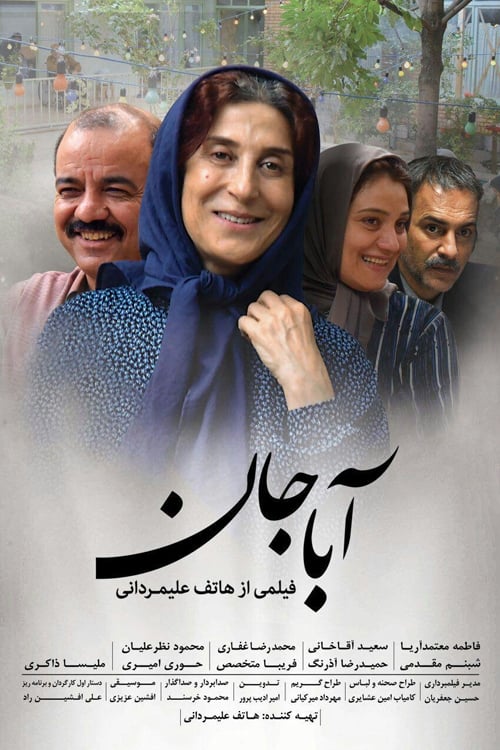 آباجان
فیلمی از هاتف علیمردانی
فاطمه معتمدآریا سعید آقاخانی محمدرضا غفاری محمود نظرعلیان
شبنم مقدمی حمیدرضا آذرنگ فریبا متخصص حوری امیری ملیسا ذاکری
مدیر فیلمبرداری طراح صحنه و لباس طراح گریم تدوین صدابردار و صداگذار موسیقی دستار اول کارگردان و برنامه ریز
حسین جعفریان کامیاب امین عشایری مهرداد میرکیانی امیر ادیب پرور محمود خرسند افشین عزیزی علی افشین راد
تهیه کننده: هاتف علیمردانی